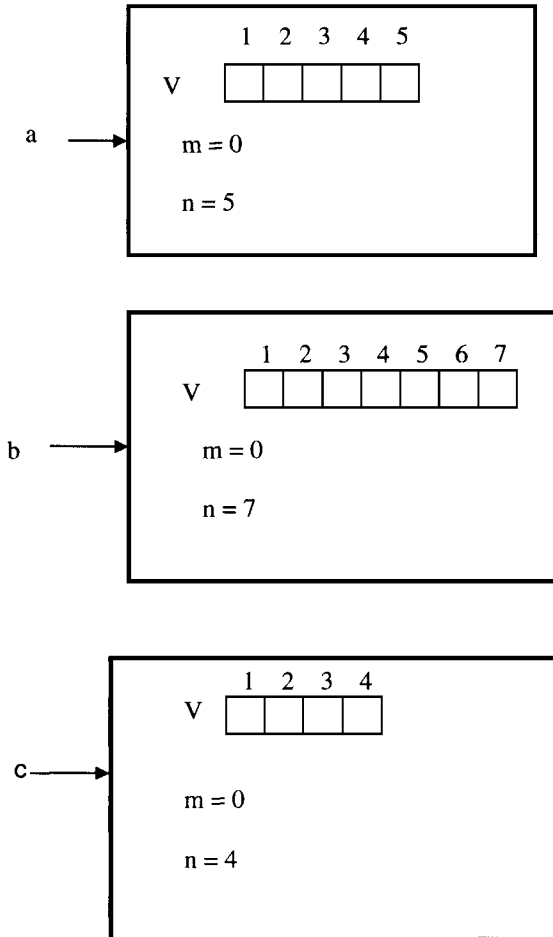 1 2 3 4 5
V
a
m = 0
n = 5
1 2 3 4 5 6 7
V
b
m = 0
n = 7
1 2 3 4
V
c
m = 0
n = 4